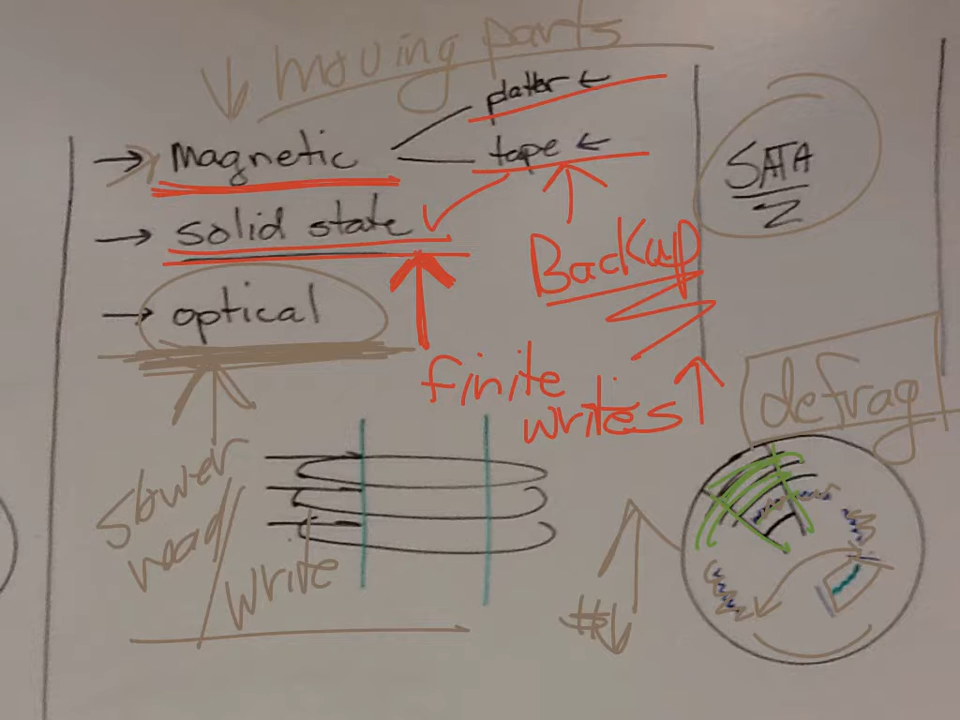 moving parts
platter
magnetic
tape
SATA
solid state
Backup
optical
finite
writes
defrag
slower
read/
write